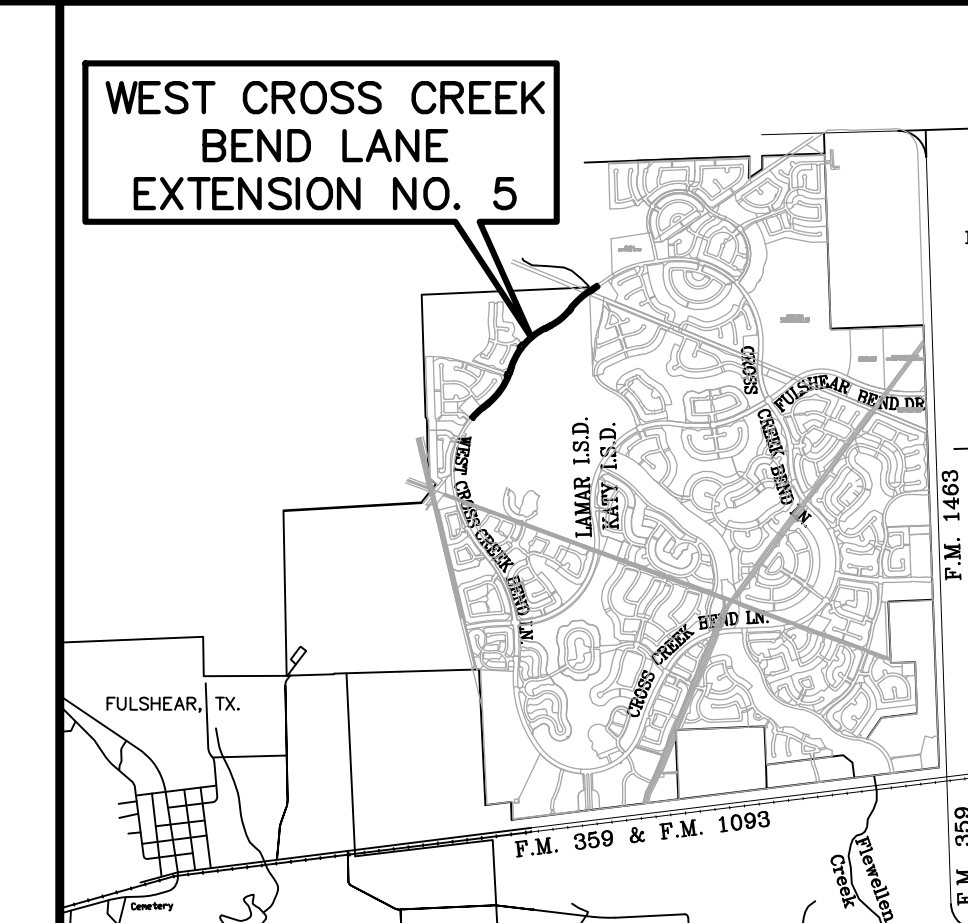 WEST CROSS CREEK
BEND LANE
EXTENSION NO. 5
CROSS
CREEK BEND LN.
FULSHEAR BEND DR
LAMAR I.S.D.
KATY I.S.D.
WEST CROSS CREEK BEND LN.
F.M. 1463
CROSS CREEK BEND LN.
FULSHEAR, TX.
F.M. 359 & F.M. 1093
F.M. 359
Flewellen
Creek
Cemetery